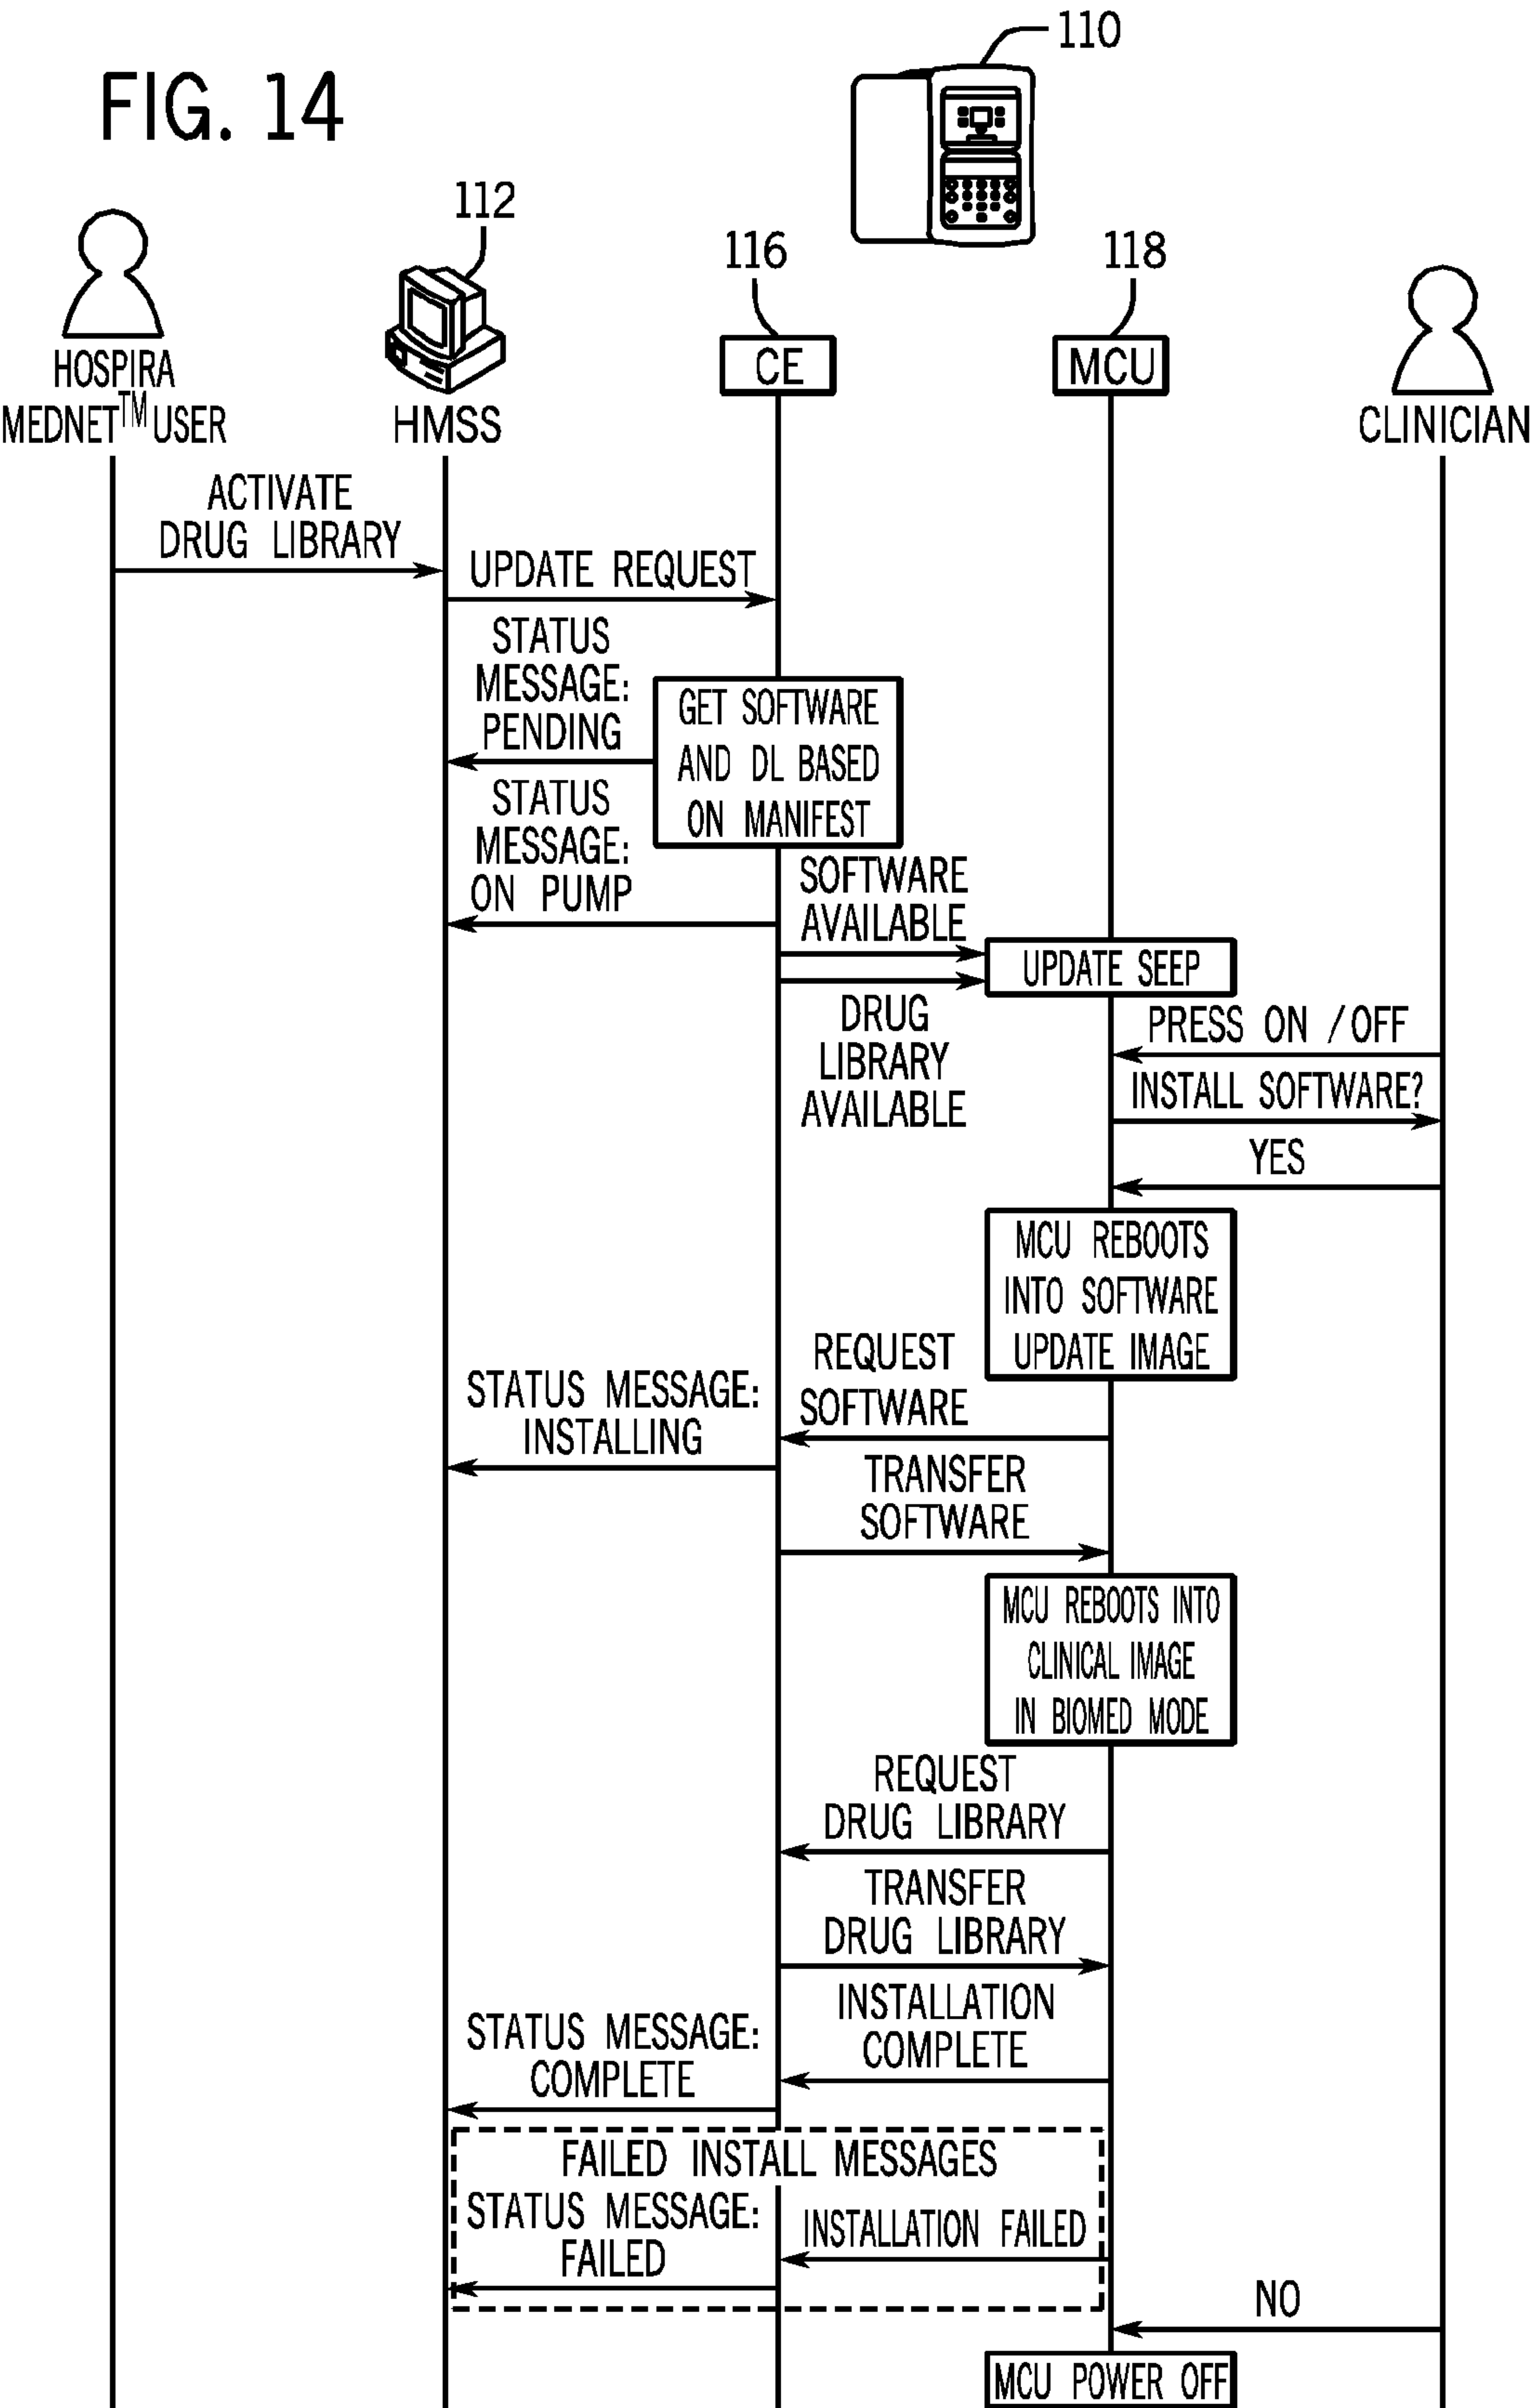 110
FIG. 14
112
116
118
CE
MCU
HOSPIRA
MEDNET™ USER
HMSS
CLINICIAN
ACTIVATE
DRUG LIBRARY
UPDATE REQUEST
STATUS
MESSAGE:
PENDING
GET SOFTWARE
AND DL BASED
ON MANIFEST
STATUS
MESSAGE:
ON PUMP
SOFTWARE
AVAILABLE
UPDATE SEEP
DRUG
LIBRARY
AVAILABLE
PRESS ON /OFF
INSTALL SOFTWARE?
YES
MCU REBOOTS
INTO SOFTWARE
UPDATE IMAGE
REQUEST
SOFTWARE
STATUS MESSAGE:
INSTALLING
TRANSFER
SOFTWARE
MCU REBOOTS INTO
CLINICAL IMAGE
IN BIOMED MODE
REQUEST
DRUG LIBRARY
TRANSFER
DRUG LIBRARY
INSTALLATION
COMPLETE
STATUS MESSAGE:
COMPLETE
FAILED INSTALL MESSAGES
STATUS MESSAGE:
FAILED
INSTALLATION FAILED
NO
MCU POWER OFF